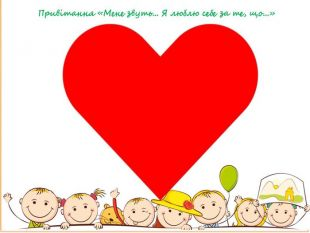 Привітання «Мене звуть... Я люблю себе за те, що...»